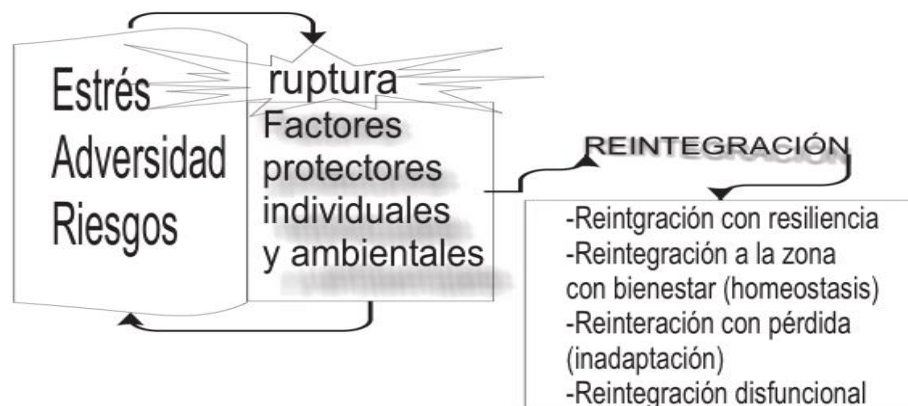 Estrés
Adversidad
Riesgos
ruptura
Factores
protectores
individuales
y ambientales
REINTEGRACIÓN
-Reintgración con resiliencia
-Reintegración a la zona
con bienestar (homeostasis)
-Reinteración con pérdida
(inadaptación)
-Reintegración disfuncional